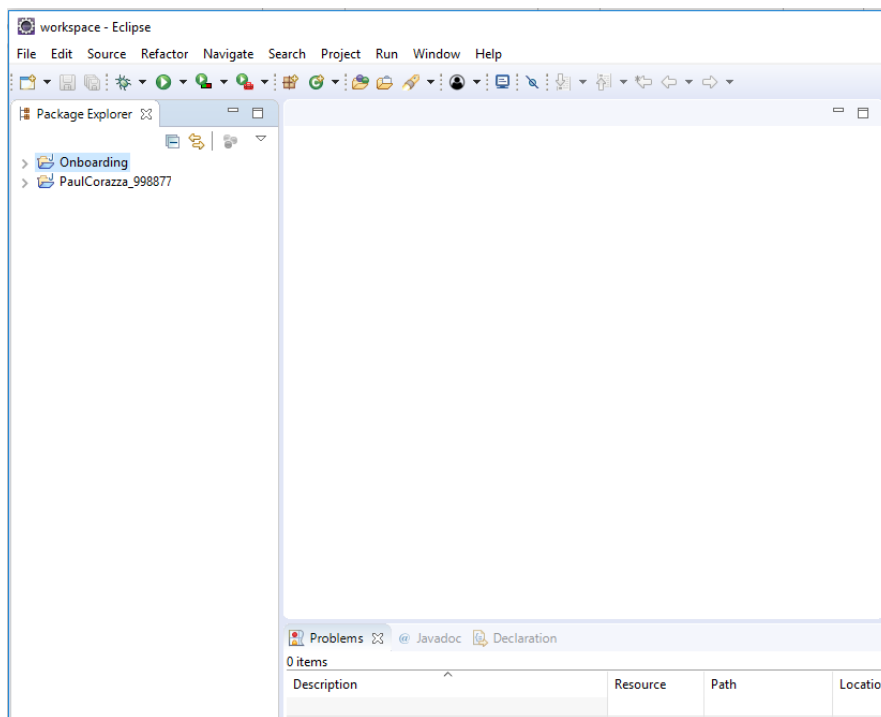 workspace - Eclipse
File Edit Source Refactor Navigate Search Project Run Window Help
Package Explorer
Onboarding
PaulCorazza_998877
Problems @ Javadoc Declaration
0 items
Description Resource Path Locatio